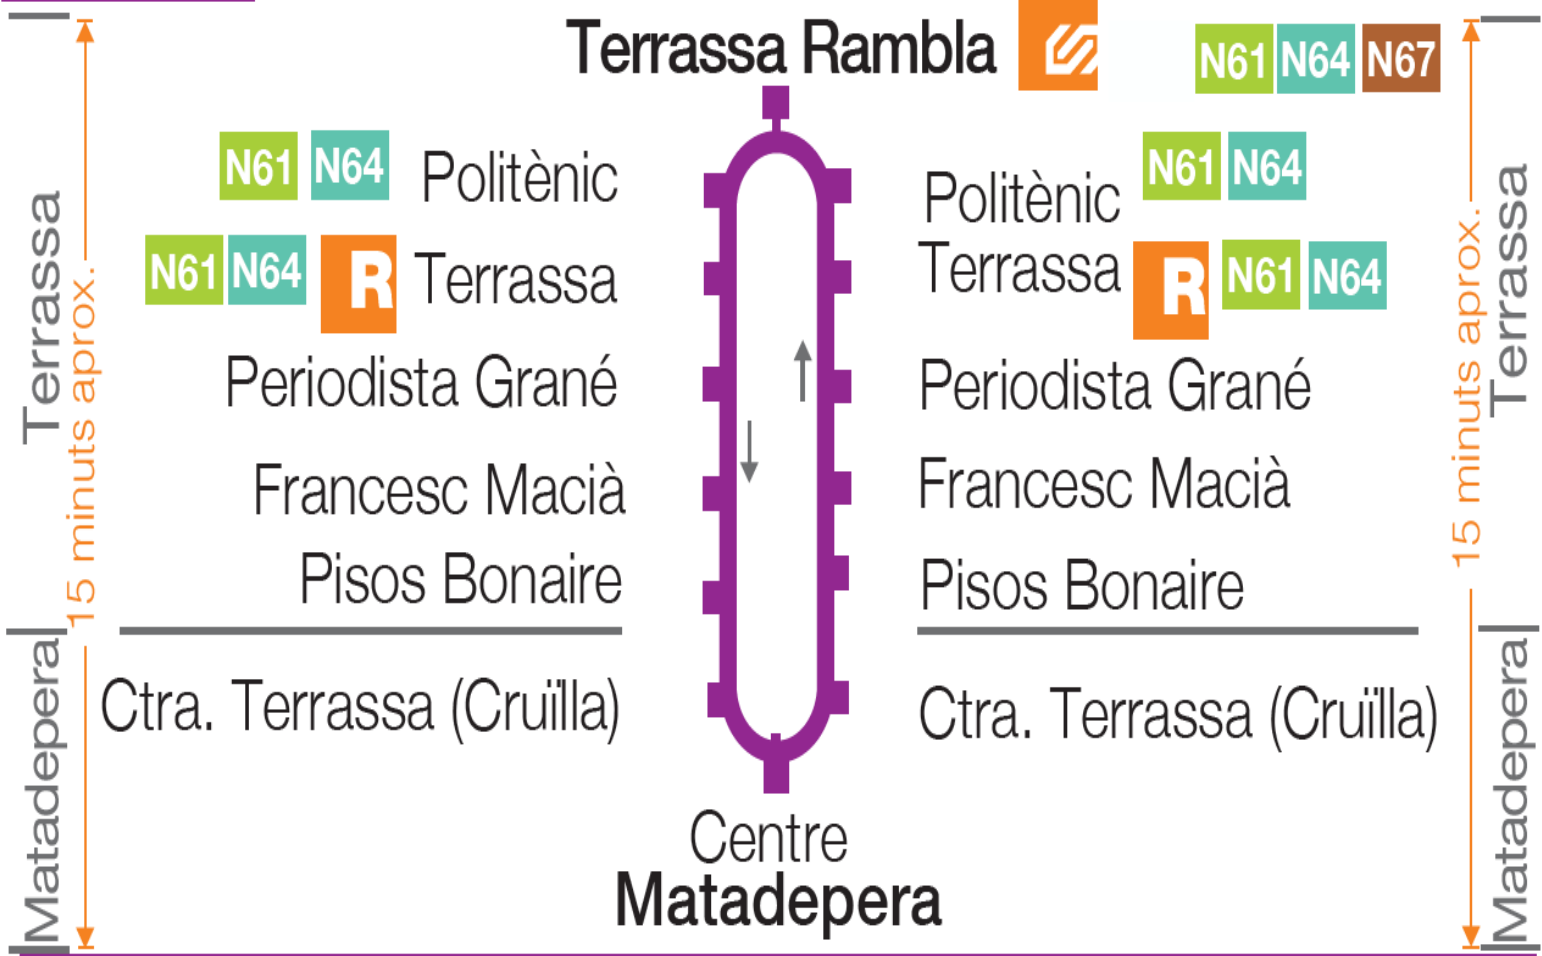 Terrassa Rambla N61 N64 N67
N61 N64 Politènic
N61 N64 R Terrassa
Periodista Grané
Francesc Macià
Pisos Bonaire
Ctra. Terrassa (Cruïlla)
Politènic N61 N64
Terrassa R N61 N64
Periodista Grané
Francesc Macià
Pisos Bonaire
Ctra. Terrassa (Cruïlla)
Centre
Matadepera
Terrassa
Matadepera
15 minuts aprox.
15 minuts aprox.
Terrassa
Matadepera